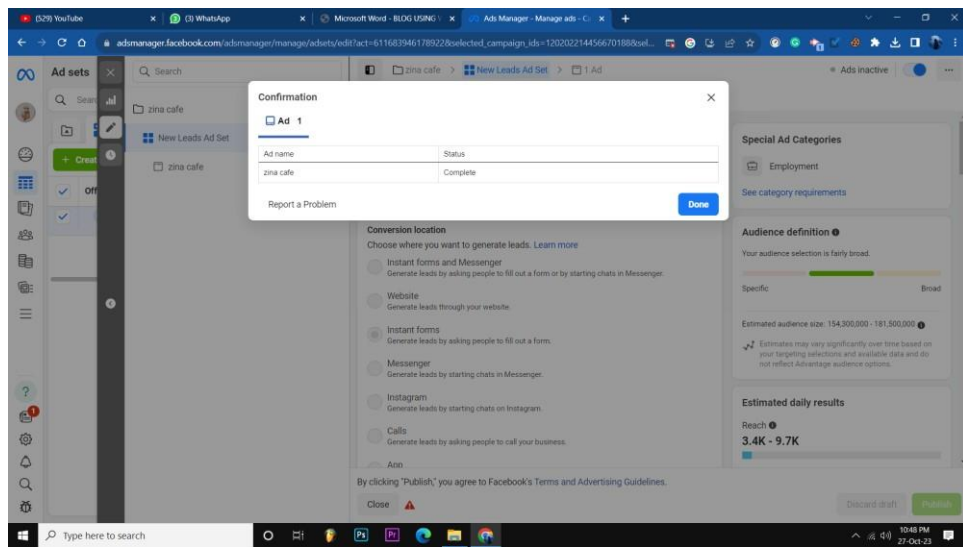 (529) YouTube
(3) WhatsApp
Microsoft Word - BLOG USING
Ads Manager - Manage ads - C
adsmanager.facebook.com/adsmanager/manage/adsets/edit?act=611683946178922&selected_campaign_ids=120202214456670188&sel...
Ad sets
Search
zina cafe > New Leads Ad Set > 1 Ad
Ads inactive
Sear
zina cafe
New Leads Ad Set
zina cafe
+ Creat
Off
Confirmation
Ad 1
Ad name Status
zina cafe Complete
Report a Problem
Done
Conversion location
Choose where you want to generate leads. Learn more
Instant forms and Messenger
Generate leads by asking people to fill out a form or by starting chats in Messenger.
Website
Generate leads through your website.
Instant forms
Generate leads by asking people to fill out a form.
Messenger
Generate leads by starting chats in Messenger.
Instagram
Generate leads by starting chats on Instagram.
Calls
Generate leads by asking people to call your business.
App
By clicking "Publish," you agree to Facebook's Terms and Advertising Guidelines.
Close
Discard draft
Publish
Special Ad Categories
Employment
See category requirements
Audience definition
Your audience selection is fairly broad.
Specific Broad
Estimated audience size: 154,300,000 - 181,500,000
Estimates may vary significantly over time based on
your targeting selections and available data and do
not reflect Advantage audience options.
Estimated daily results
Reach
3.4K - 9.7K
Type here to search
Ps
Pr
10:48 PM
27-Oct-23